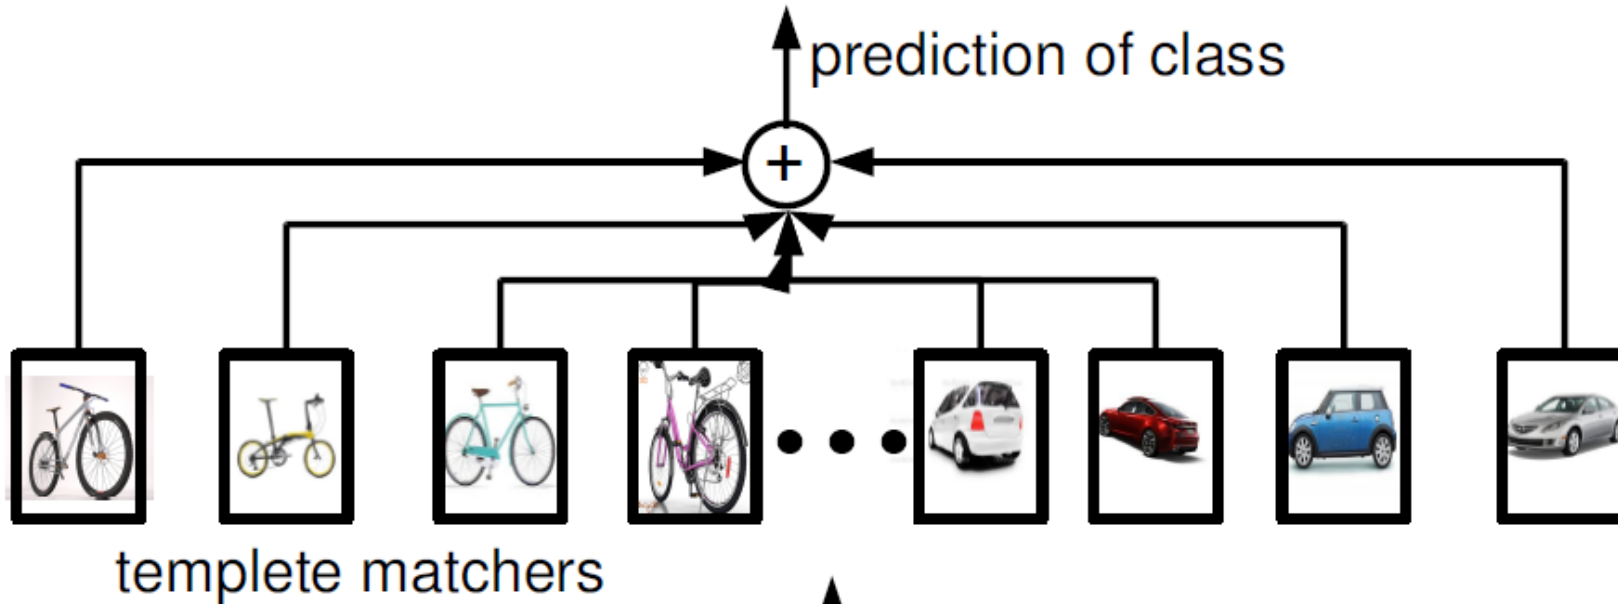 prediction of class
+
templete matchers